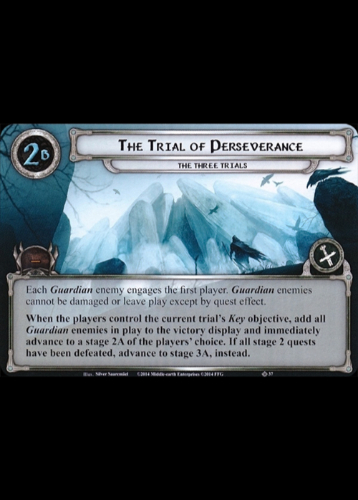 2B
THE TRIAL OF PERSEVERANCE
THE THREE TRIALS
Each Guardian enemy engages the first player. Guardian enemies
cannot be damaged or leave play except by quest effect.
When the players control the current trial's Key objective, add all
Guardian enemies in play to the victory display and immediately
advance to a stage 2A of the players' choice. If all stage 2 quests
have been defeated, advance to stage 3A, instead.
Illus. Silver Saaremäel ©2014 Middle-earth Enterprises ©2014 FFG 57